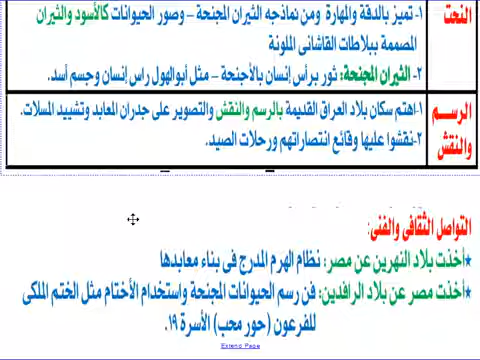 النحت
١- تميز بالدقة والمهارة ومن نماذجه الثيران المجنحة – وصور الحيوانات كالأسود والثيران
المصممة ببلاطات القاشانى الملونة
٢- الثيران المجنحة: ثور برأس إنسان بالأجنحة – مثل أبوالهول راس إنسان وجسم أسد.
الرسم والنقش
١-اهتم سكان بلاد العراق القديمة بالرسم والنقش والتصوير على جدران المعابد وتشييد المسلات.
٢-نقشوا عليها وقائع انتصاراتهم ورحلات الصيد.
التواصل الثقافى والفنى:
*أخذت بلاد النهرين عن مصر: نظام الهرم المدرج فى بناء معابدها
*أخذت مصر عن بلاد الرافدين: فن رسم الحيوانات المجنحة واستخدام الأختام مثل الختم الملكى
للفرعون (حور محب) الأسرة ١٩.
Extend Page